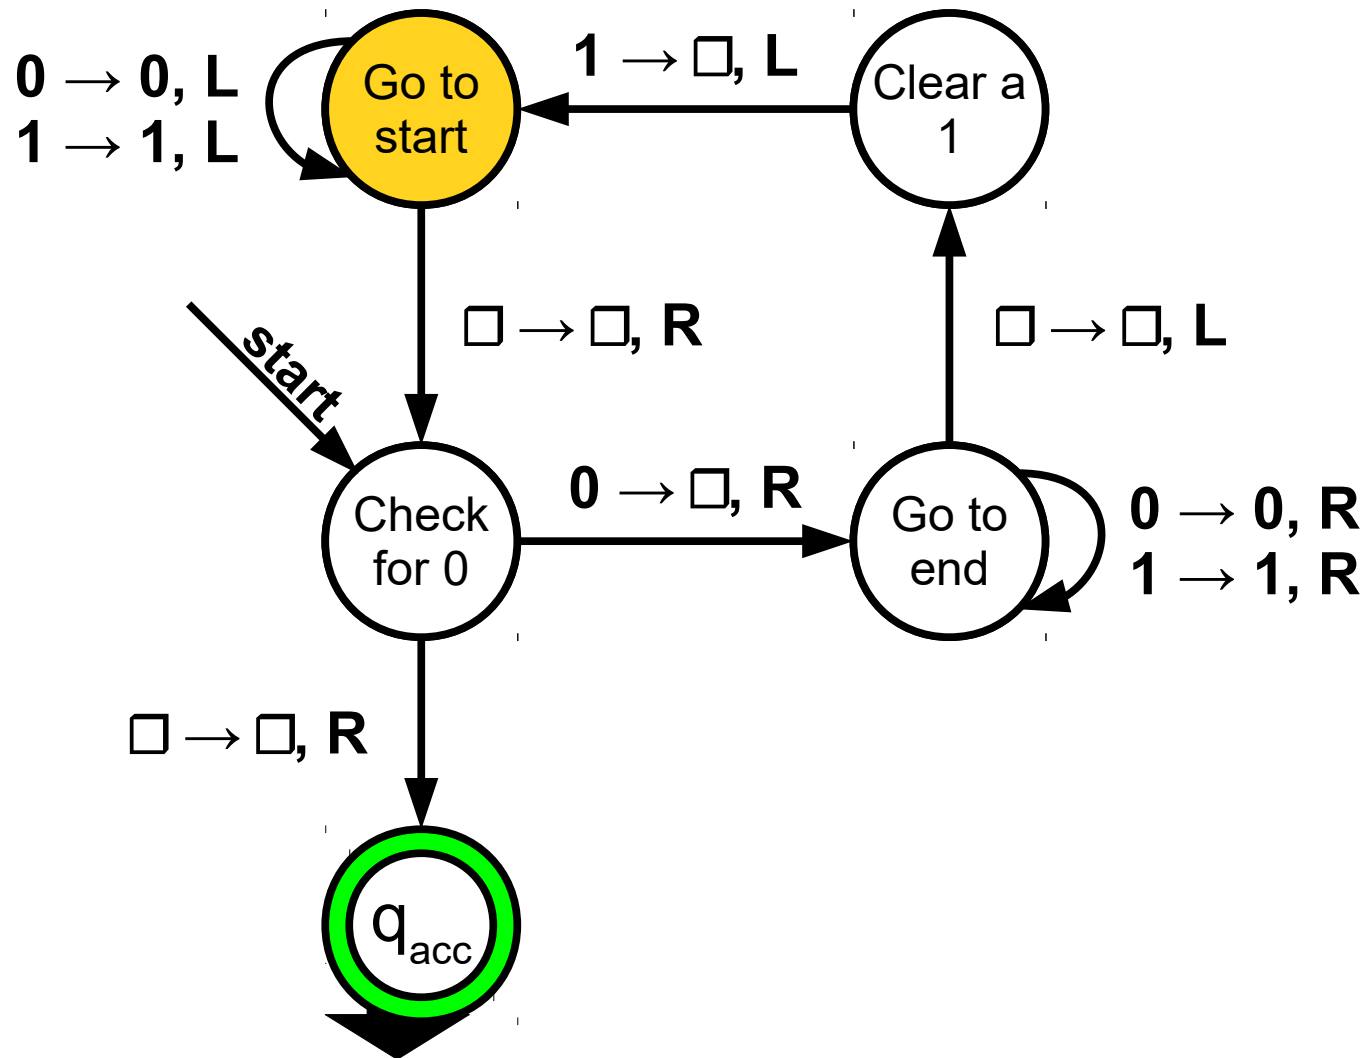 1 → □, L
0 → 0, L
1 → 1, L
Go to
start
Clear a
1
□ → □, R
□ → □, L
start
0 → □, R
Check
for 0
Go to
end
0 → 0, R
1 → 1, R
□ → □, R
qacc